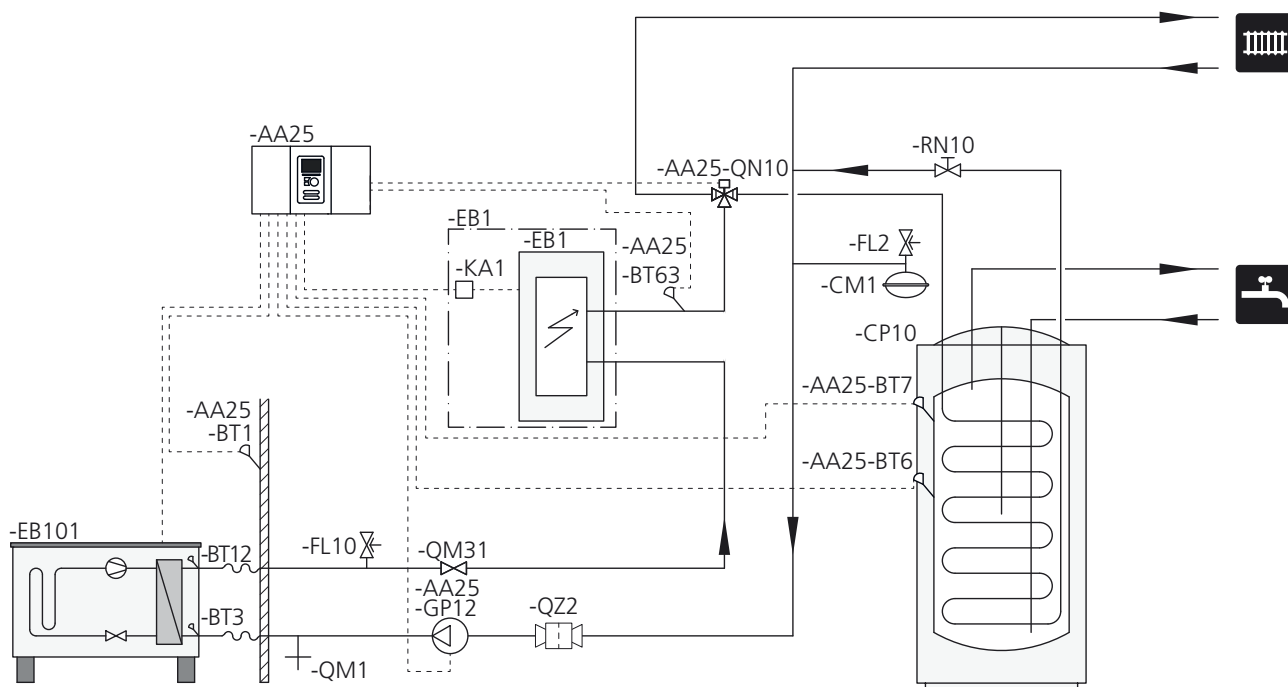 -AA25
-RN10
-AA25-QN10
-EB1
-EB1
-AA25
-FL2
-KA1
-BT63
-CM1
-CP10
-AA25-BT7
-AA25
-BT1
-AA25-BT6
-EB101
-BT12
-FL10
-QM31
-AA25
-GP12
-QZ2
-BT3
-QM1